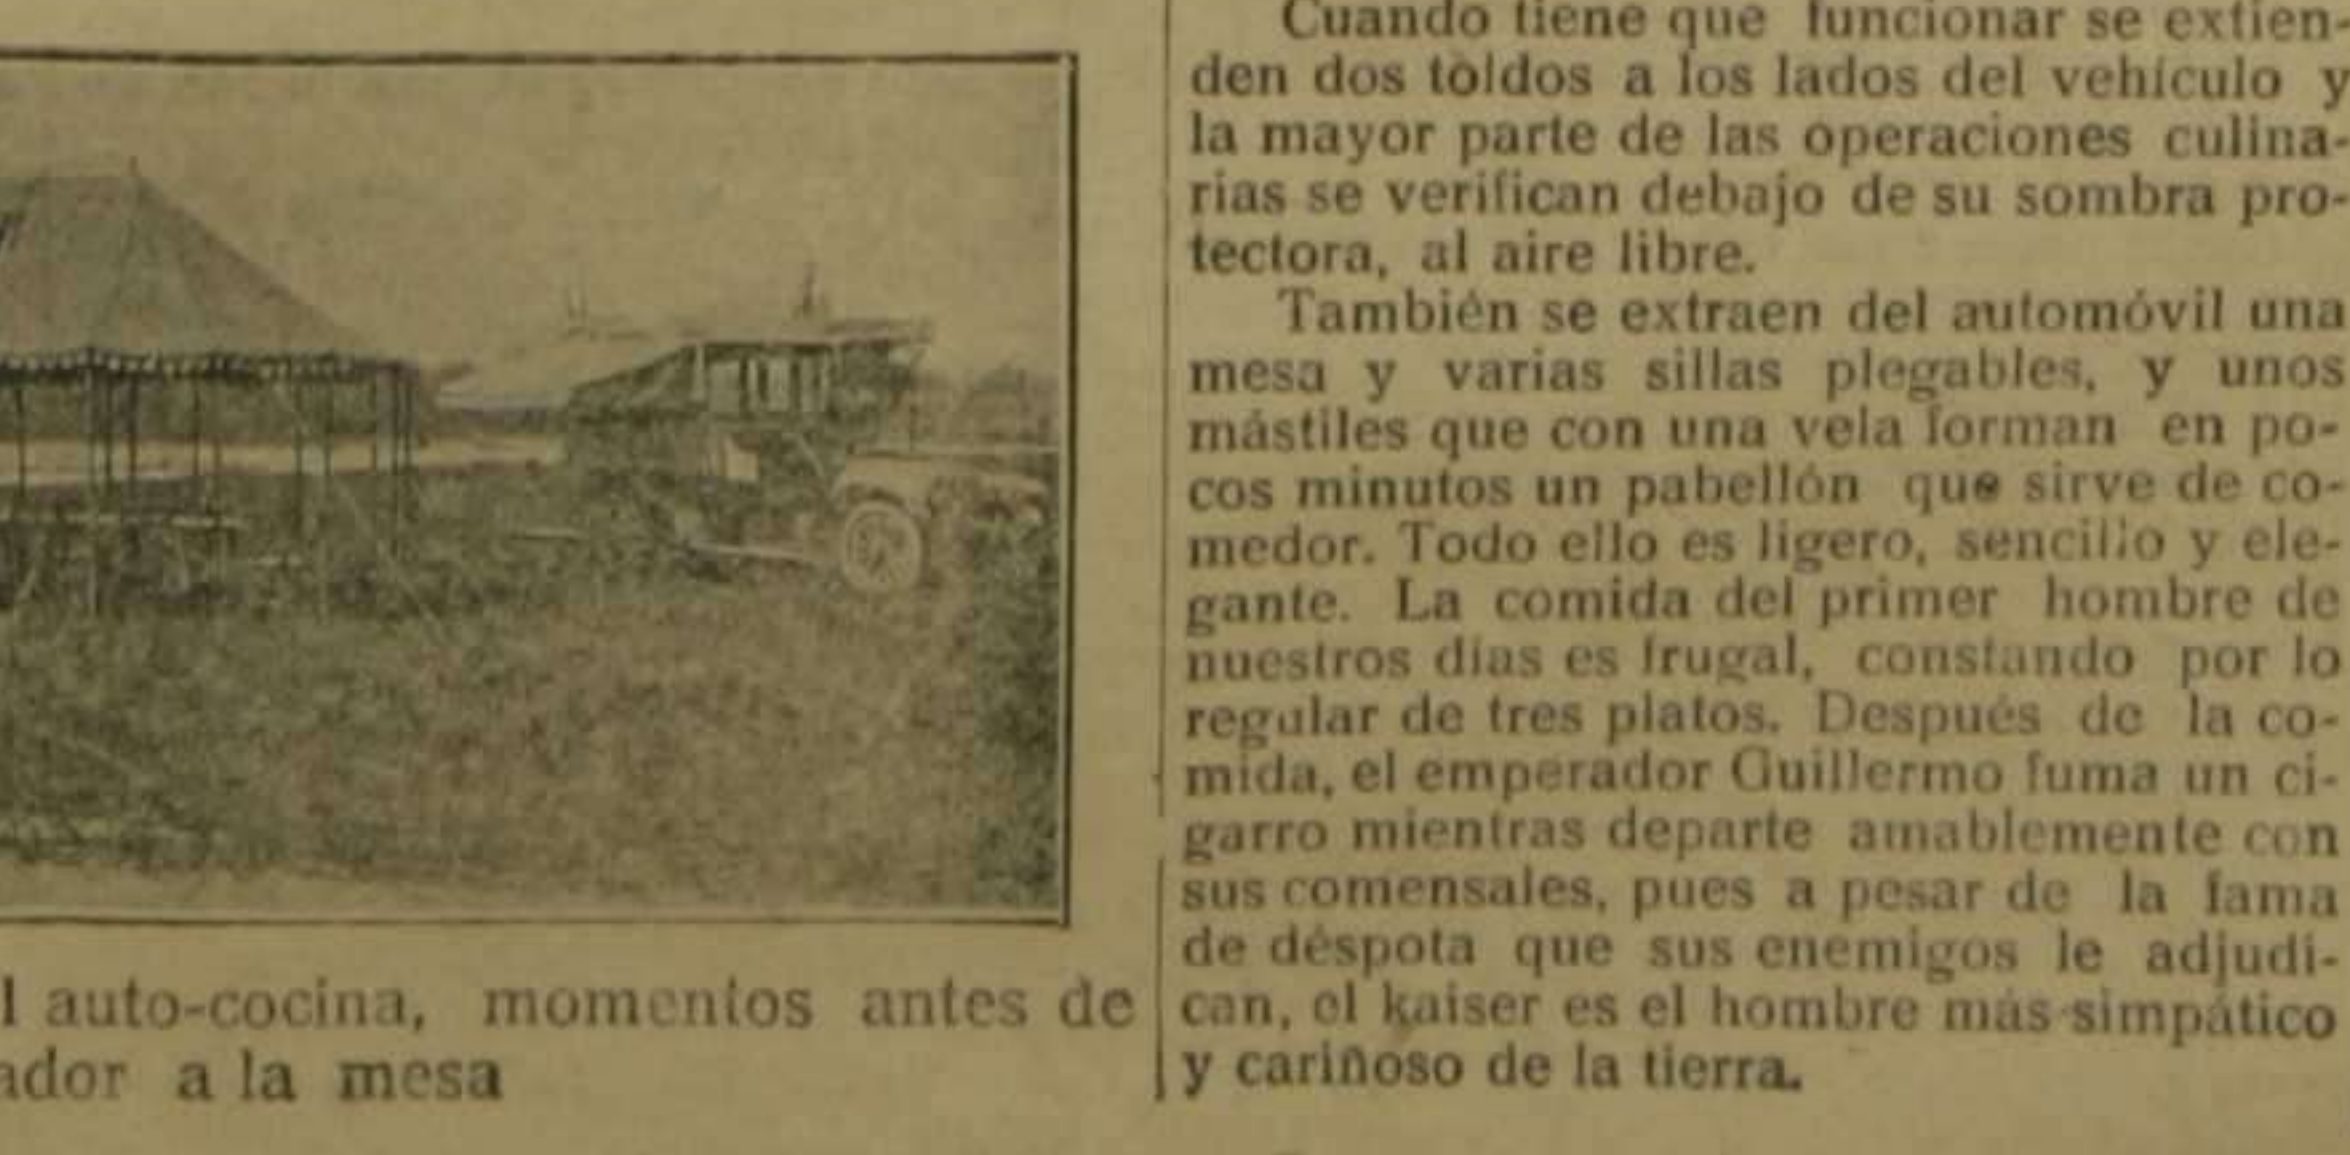 l auto-cocina, momentos antes de
ador a la mesa
Cuando tiene que funcionar se extien-
den dos toldos a los lados del vehículo y
la mayor parte de las operaciones culina-
rias se verifican debajo de su sombra pro-
tectora, al aire libre.
También se extraen del automóvil una
mesa y varias sillas plegables, y unos
mástiles que con una vela forman en po-
cos minutos un pabellón que sirve de co-
medor. Todo ello es ligero, sencillo y ele-
gante. La comida del primer hombre de
nuestros días es frugal, constando por lo
regular de tres platos. Después de la co-
mida, el emperador Guillermo fuma un ci-
garro mientras departe amablemente con
sus comensales, pues a pesar de la fama
de déspota que sus enemigos le adjudi-
can, el kaiser es el hombre más simpático
y cariñoso de la tierra.